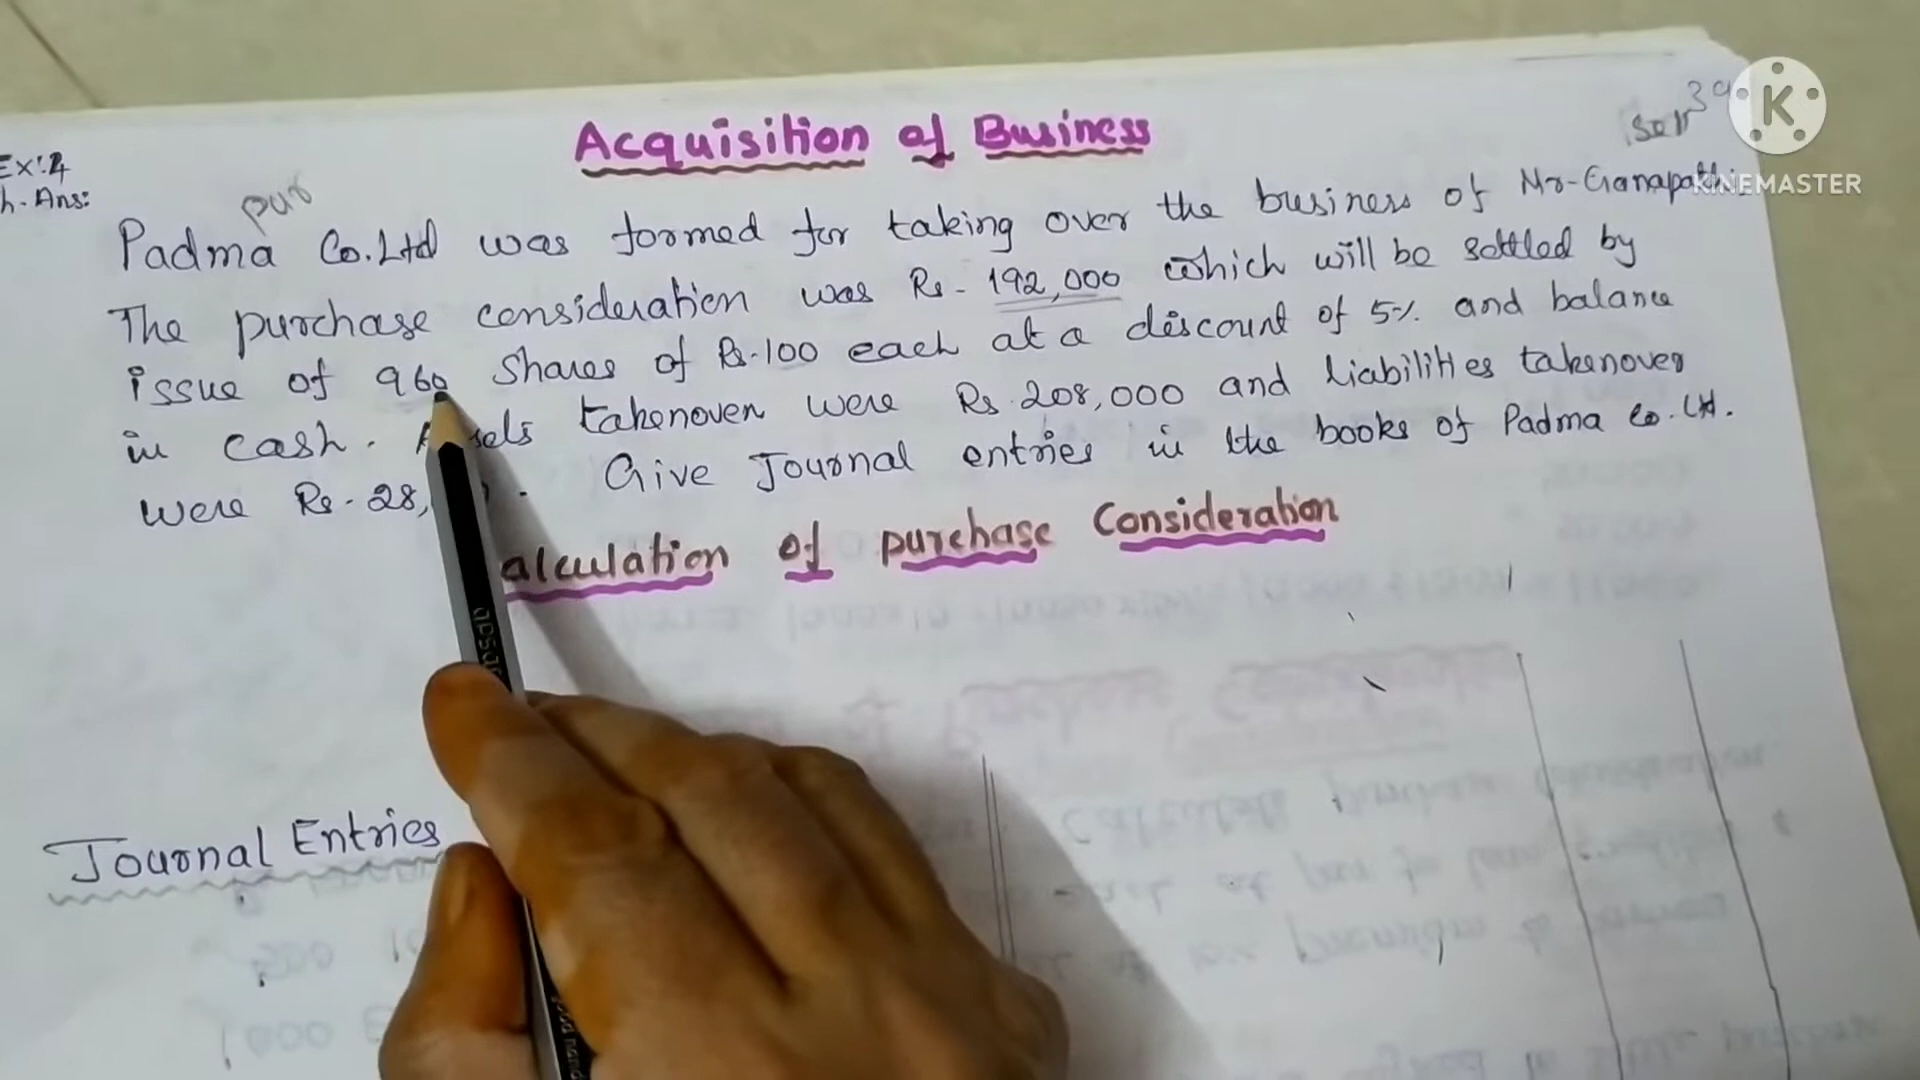 Acquisition of Business
Ex:4
h. Ans:
pur
Padma Co.Ltd was formed for taking over the business of Mr-Ganapathi
The purchase consideration was Rs- 192,000 which will be settled by
issue of 960 Shares of Rs.100 each at a discount of 5% and balance
in cash. takenover were Rs 208,000 and liabilities takenover
were Rs-28, Give Journal entries in the books of Padma Co. Ltd.
alculation of purchase Consideration
Journal Entries
K
KINEMASTER
39